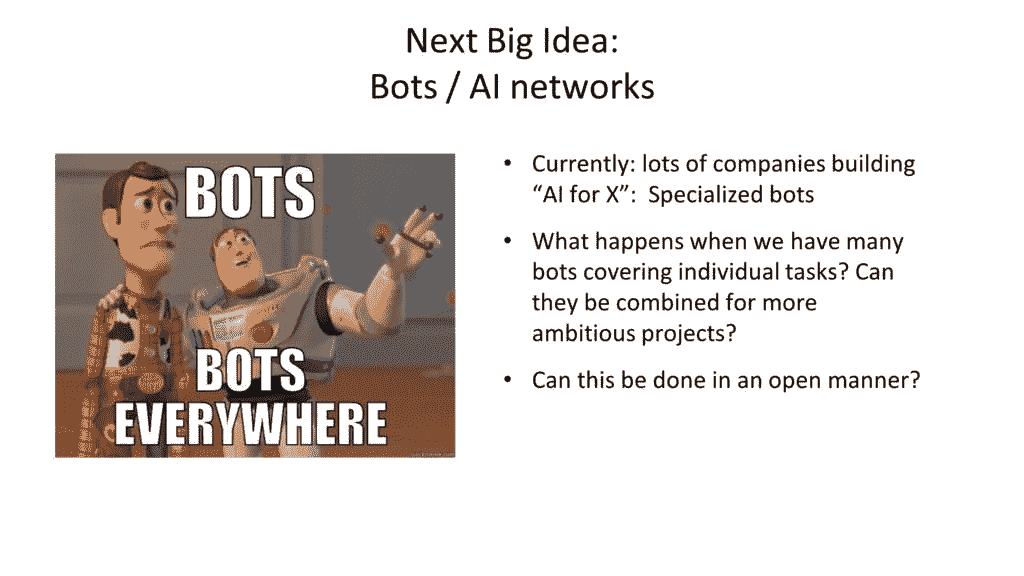 Next Big Idea:
Bots / AI networks
BOTS
BOTS
EVERYWHERE
• Currently: lots of companies building
“AI for X”:  Specialized bots
• What happens when we have many
bots covering individual tasks? Can
they be combined for more
ambitious projects?
• Can this be done in an open manner?